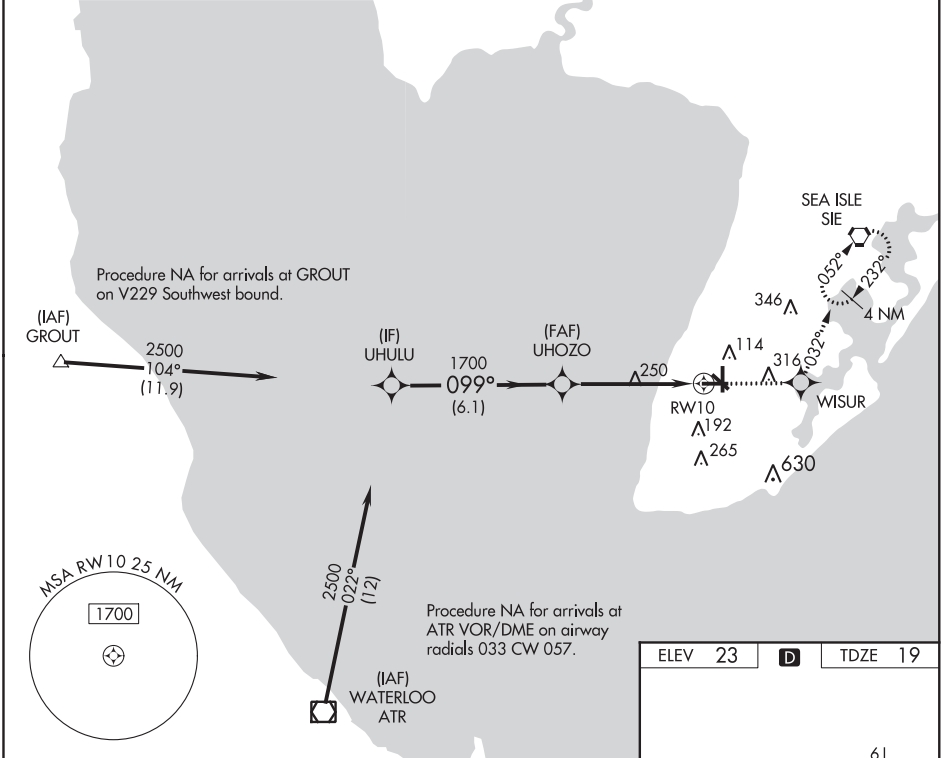 SEA ISLE
SIE
052°
232°
4 NM
Procedure NA for arrivals at GROUT
on V229 Southwest bound.
346
(IAF)
GROUT
2500
104°
(11.9)
(IF)
UHULU
1700
099°
(6.1)
(FAF)
UHOZO
250
114
316
032°
RW10
WISUR
192
265
630
MSA RW10 25 NM
1700
2500
022°
(12)
Procedure NA for arrivals at
ATR VOR/DME on airway
radials 033 CW 057.
(IAF)
WATERLOO
ATR
ELEV 23 D TDZE 19